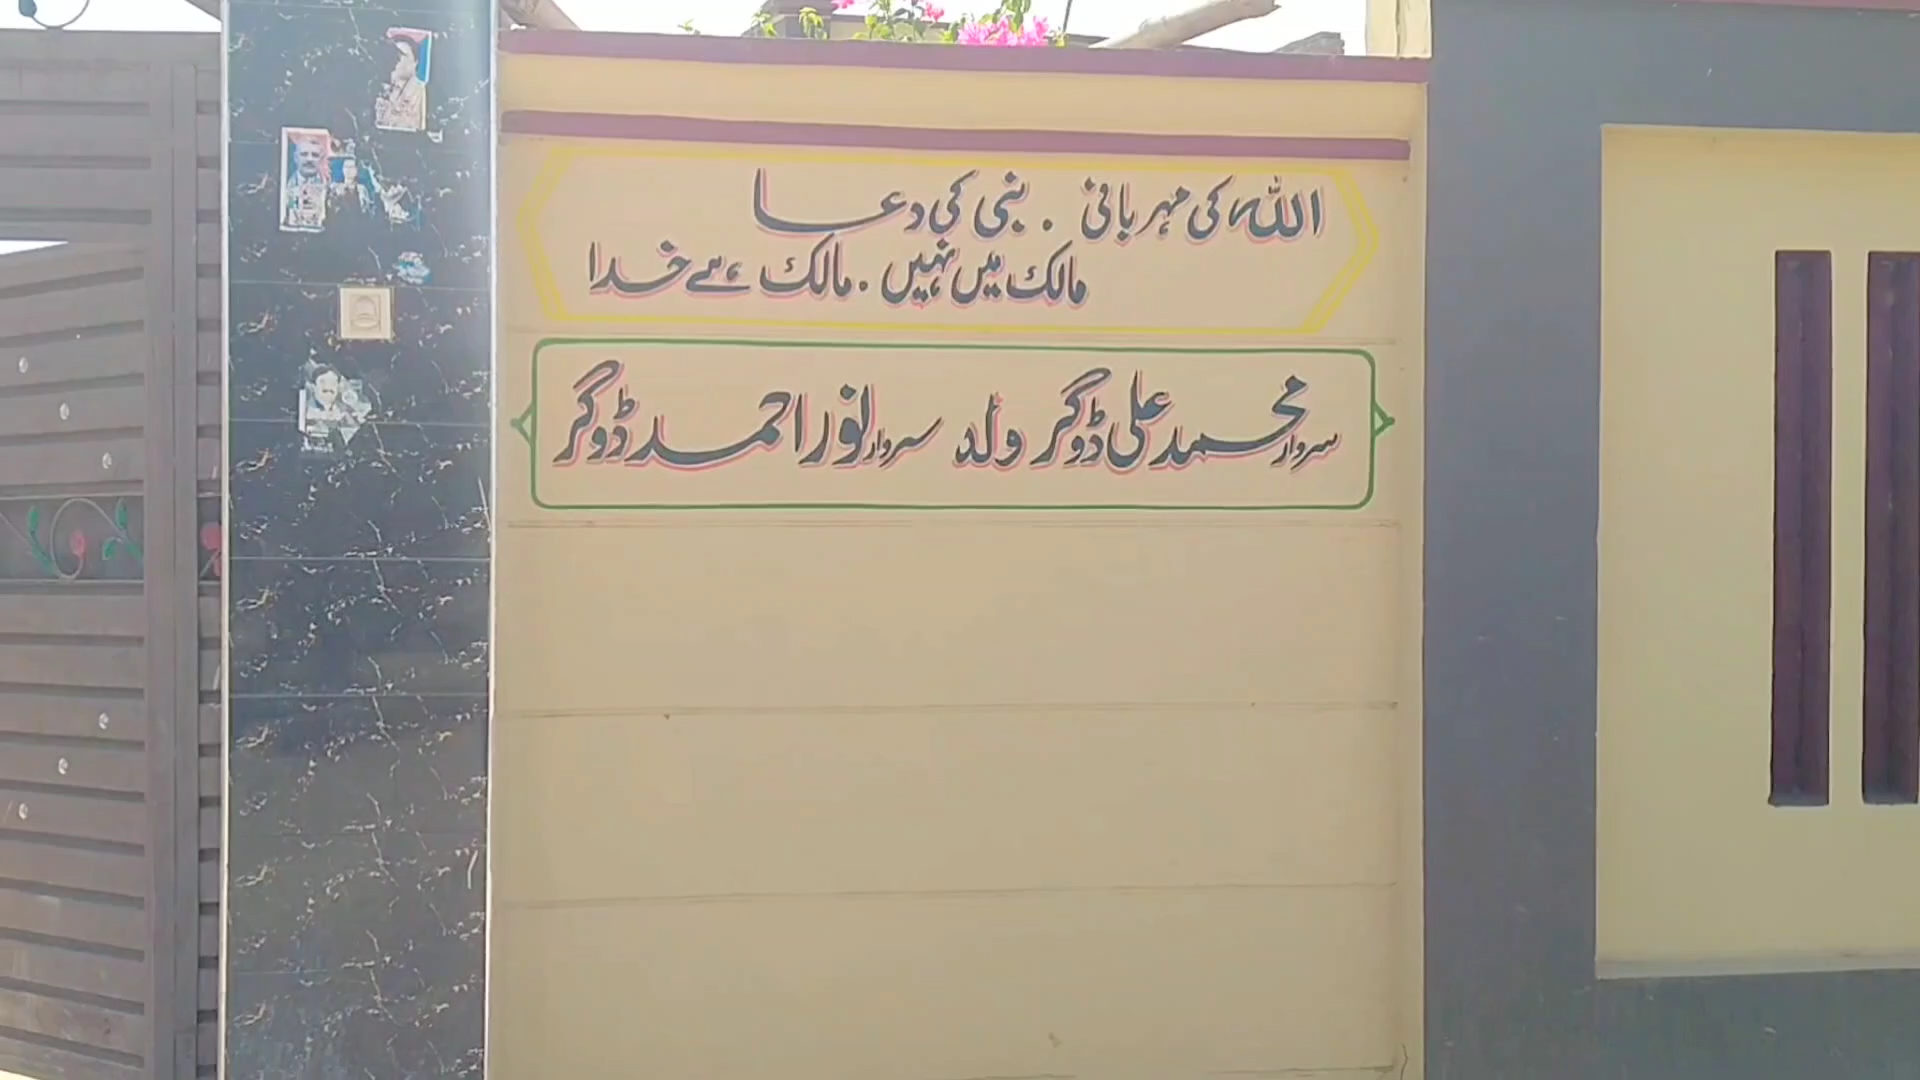 اللہ کی مہربانی . نبی کی دعا
مالک میں نہیں . مالک ہے خدا
سردار محمد علی ڈوگر ولد سردار نور احمد ڈوگر